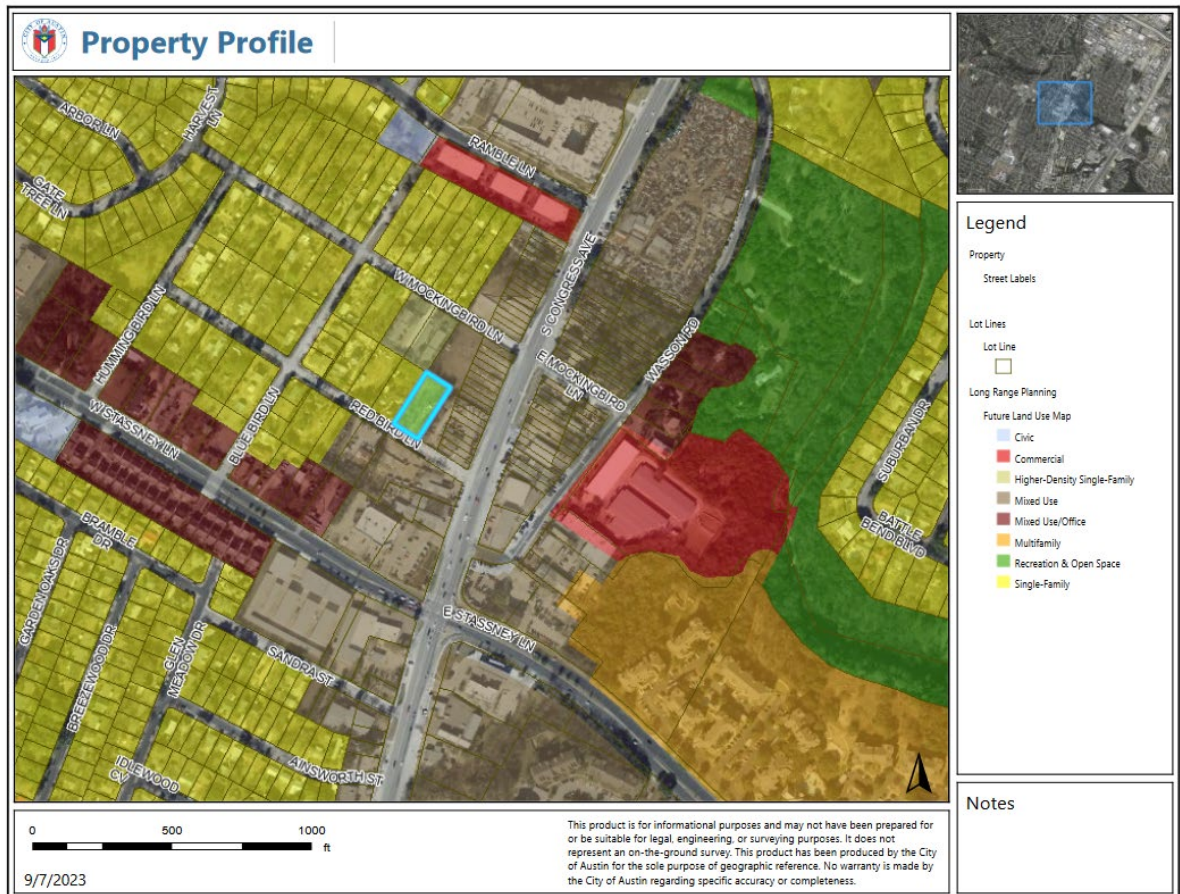 Property Profile
ARBOR LN
HARVEST LN
RAMBLE LN
GATE TREE LN
W MOCKINGBIRD LN
S CONGRESS AVE
HUMMINGBIRD LN
E MOCKINGBIRD LN
WASSON RD
RED BIRD LN
BLUE BIRD LN
W STASSNEY LN
SUBURBAN DR
BATTLE BEND BLVD
BRAMBLE DR
GARDEN OAKS DR
E STASSNEY LN
GLEN MEADOW DR
BREEZEWOOD DR
SANDRA ST
AINSWORTH ST
IDLEWOOD CV
Legend
Property
Street Labels
Lot Lines
Lot Line
Long Range Planning
Future Land Use Map
Civic
Commercial
Higher-Density Single-Family
Mixed Use
Mixed Use/Office
Multifamily
Recreation & Open Space
Single-Family
Notes
0 500 1000
ft
9/7/2023
This product is for informational purposes and may not have been prepared for
or be suitable for legal, engineering, or surveying purposes. It does not
represent an on-the-ground survey. This product has been produced by the City
of Austin for the sole purpose of geographic reference. No warranty is made by
the City of Austin regarding specific accuracy or completeness.